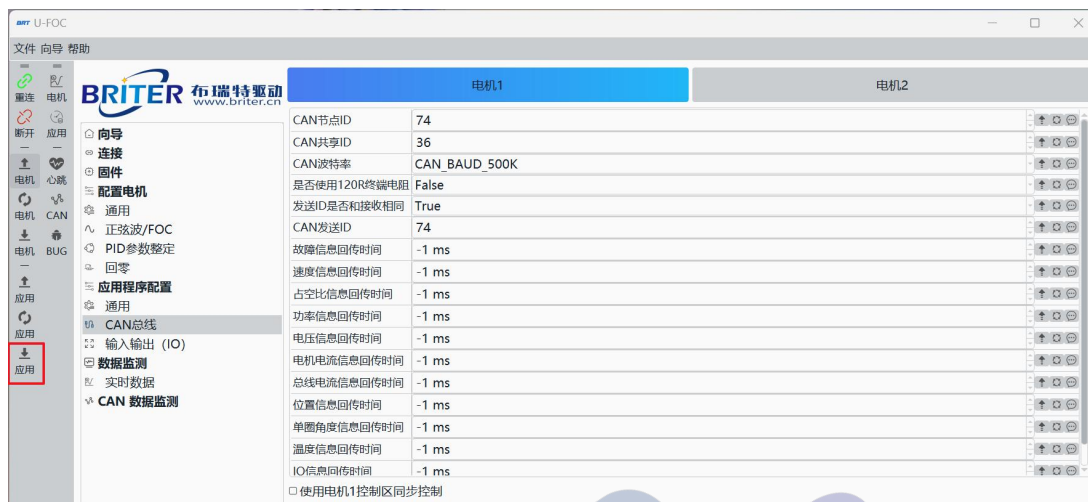 BRT U-FOC
文件 向导 帮助
重连 电机
断开 应用
电机 心跳
电机 CAN
电机 BUG
应用
应用
应用
BRITER 布瑞特驱动
www.briter.cn
向导
连接
固件
配置电机
通用
正弦波/FOC
PID参数整定
回零
应用程序配置
通用
CAN总线
输入输出 (IO)
数据监测
实时数据
CAN 数据监测
电机1 电机2
CAN节点ID 74
CAN共享ID 36
CAN波特率 CAN_BAUD_500K
是否使用120R终端电阻 False
发送ID是否和接收相同 True
CAN发送ID 74
故障信息回传时间 -1 ms
速度信息回传时间 -1 ms
占空比信息回传时间 -1 ms
功率信息回传时间 -1 ms
电压信息回传时间 -1 ms
电机电流信息回传时间 -1 ms
总线电流信息回传时间 -1 ms
位置信息回传时间 -1 ms
单圈角度信息回传时间 -1 ms
温度信息回传时间 -1 ms
IO信息回传时间 -1 ms
使用电机1控制区同步控制